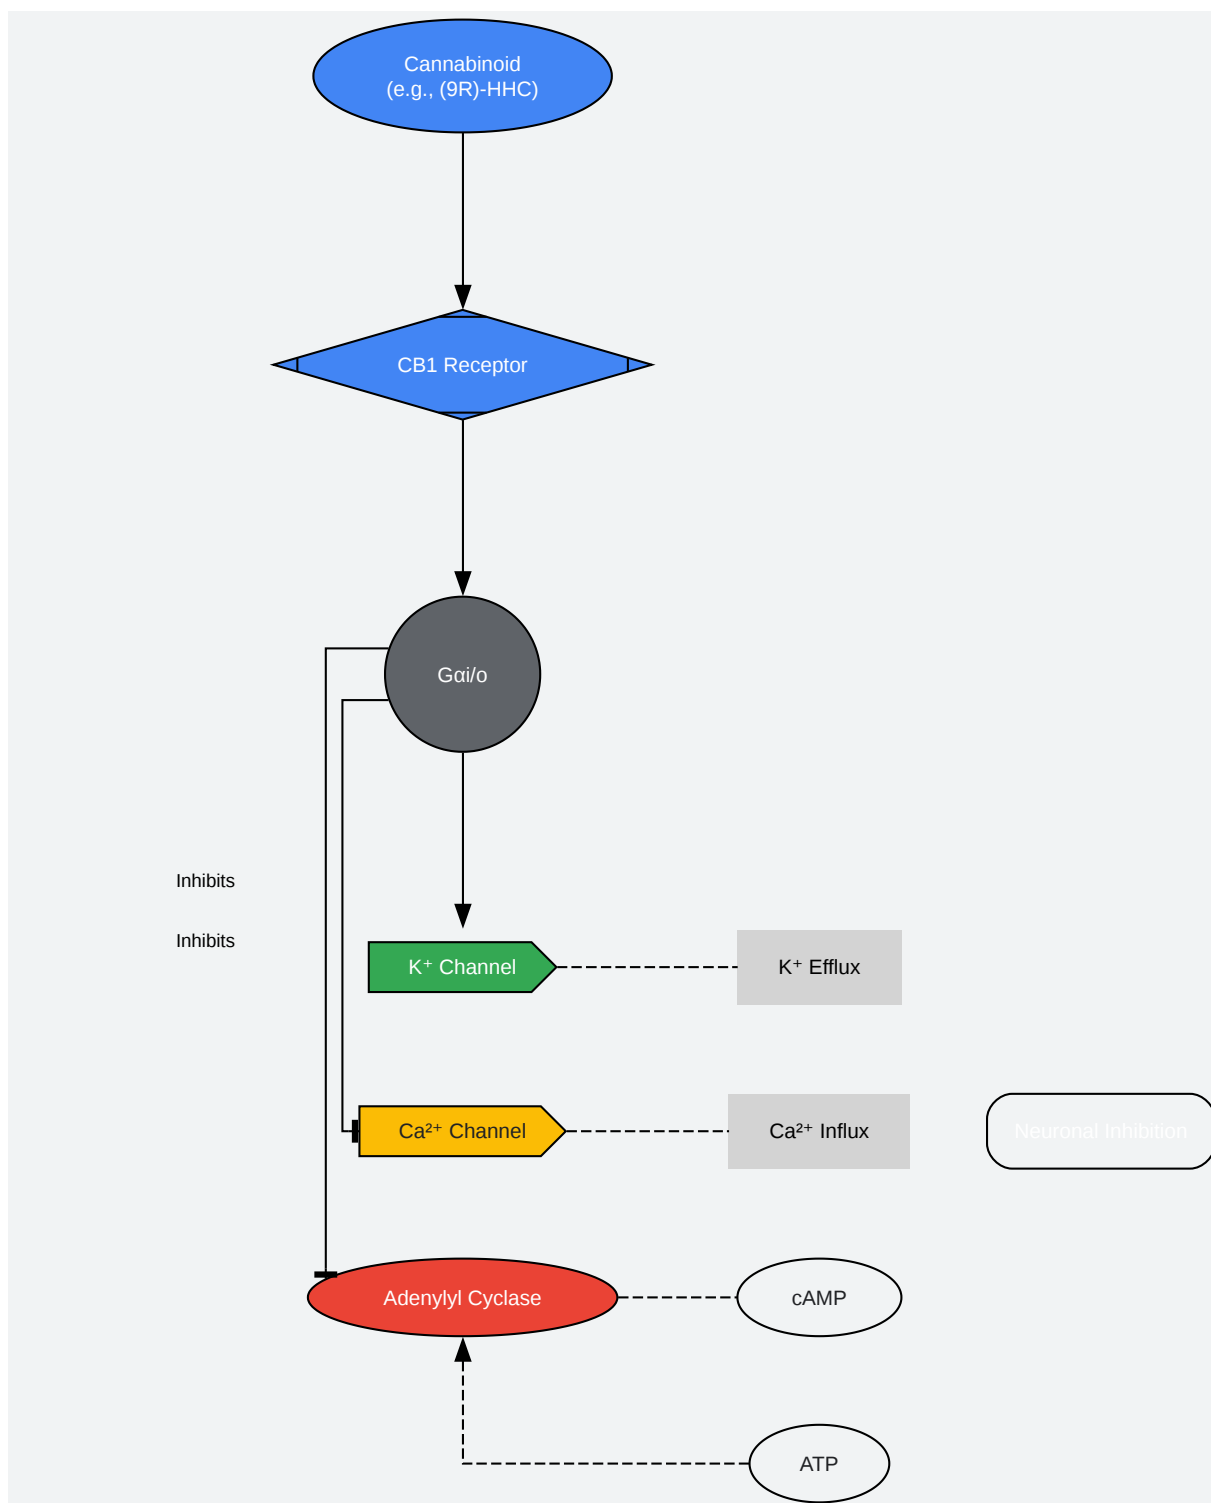 Cannabinoid
(e.g., (9R)-HHC)
CB1 Receptor
Gαi/o
Inhibits
Inhibits
K⁺ Channel
K⁺ Efflux
Ca²⁺ Channel
Ca²⁺ Influx
Neuronal Inhibition
Adenylyl Cyclase
cAMP
ATP